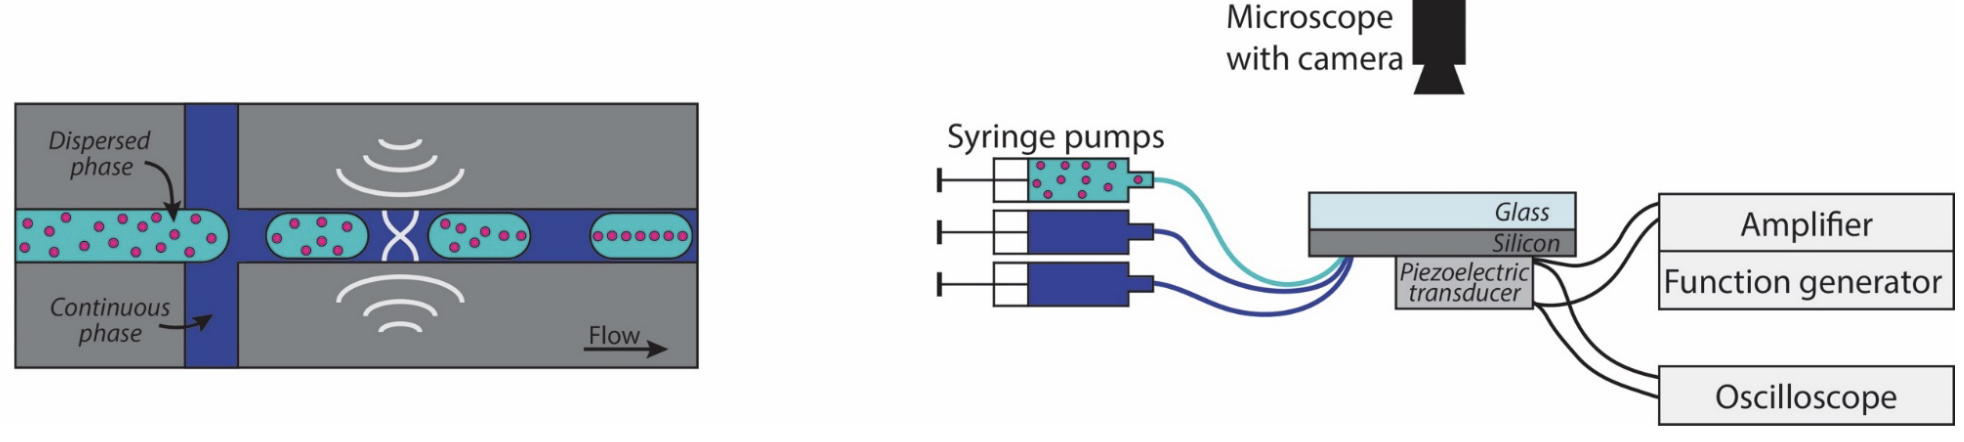 Dispersed
phase
Continuous
phase
Flow
Microscope
with camera
Syringe pumps
Glass
Silicon
Piezoelectric
transducer
Amplifier
Function generator
Oscilloscope